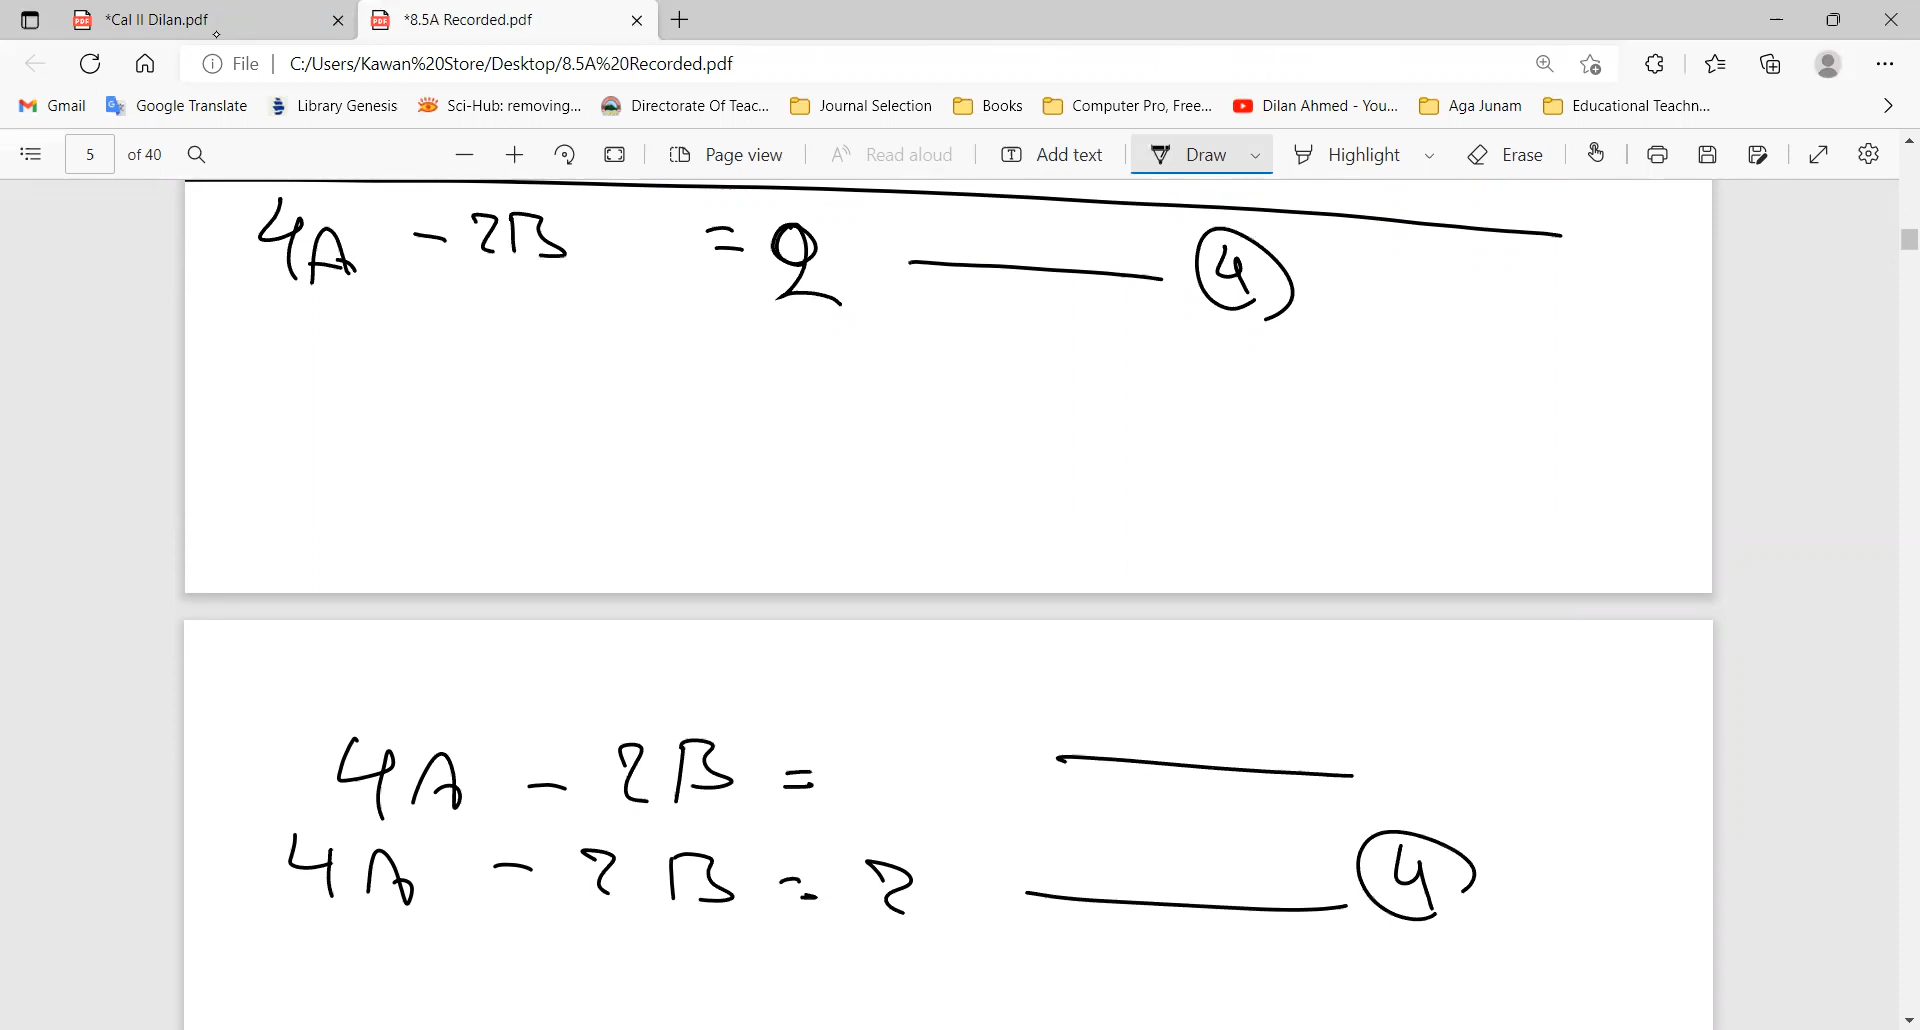 *Cal II Dilan.pdf
*8.5A Recorded.pdf
File C:/Users/Kawan%20Store/Desktop/8.5A%20Recorded.pdf
Gmail Google Translate Library Genesis Sci-Hub: removing... Directorate Of Teac... Journal Selection Books Computer Pro, Free... Dilan Ahmed - You... Aga Junam Educational Teachn...
5 of 40 Page view Read aloud Add text Draw Highlight Erase
4A - 2B = 2 4
4A - 2B =
4A - 2B = 2 4